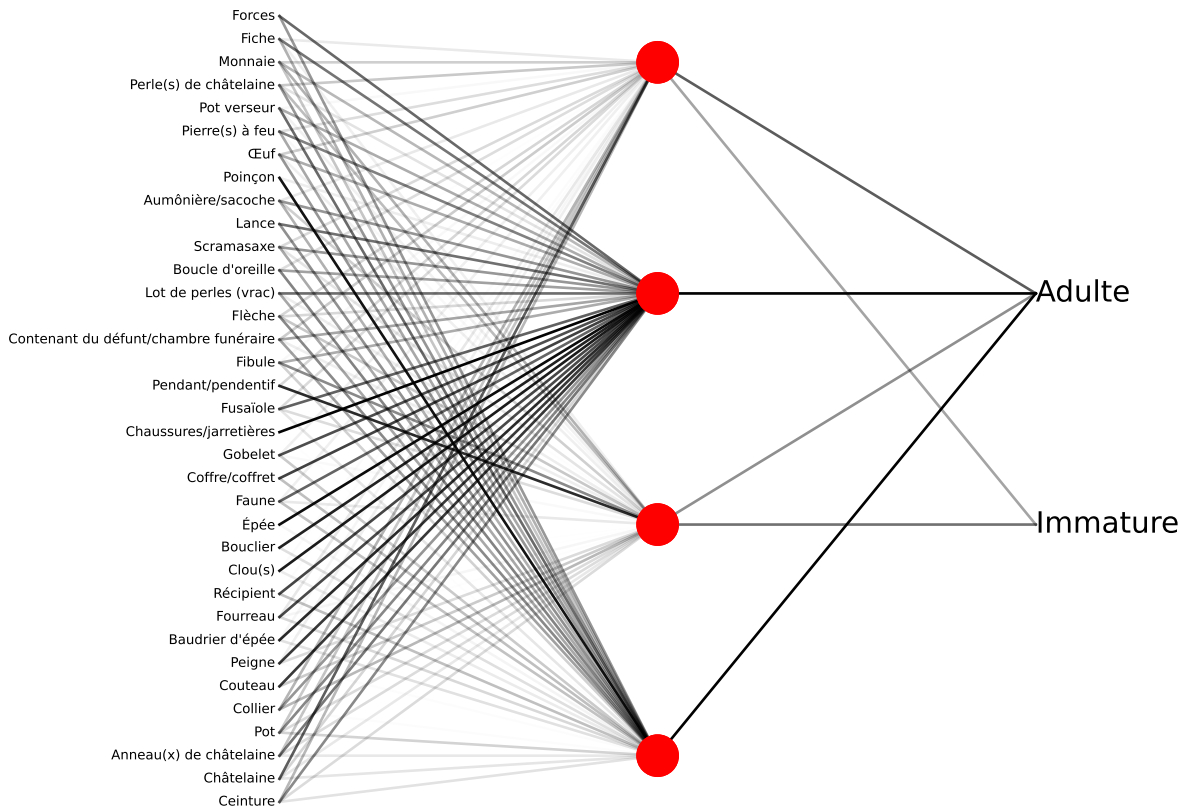 Forces
Fiche
Monnaie
Perle(s) de châtelaine
Pot verseur
Pierre(s) à feu
Œuf
Poinçon
Aumônière/sacoche
Lance
Scramasaxe
Boucle d'oreille
Lot de perles (vrac)
Flèche
Contenant du défunt/chambre funéraire
Fibule
Pendant/pendentif
Fusaïole
Chaussures/jarretières
Gobelet
Coffre/coffret
Faune
Épée
Bouclier
Clou(s)
Récipient
Fourreau
Baudrier d'épée
Peigne
Couteau
Collier
Pot
Anneau(x) de châtelaine
Châtelaine
Ceinture
Adulte
Immature